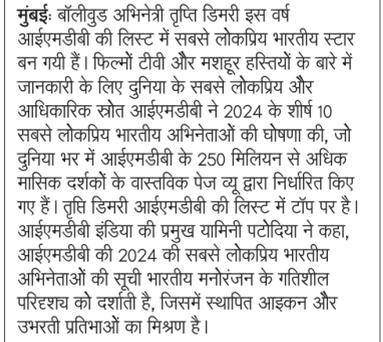 मुंबईः बॉलीवुड अभिनेत्री तृप्ति डिमरी इस वर्ष
आईएमडीबी की लिस्ट में सबसे लोकप्रिय भारतीय स्टार
बन गयी हैं। फिल्मों टीवी और मशहूर हस्तियों के बारे में
जानकारी के लिए दुनिया के सबसे लोकप्रिय और
आधिकारिक स्रोत आईएमडीबी ने 2024 के शीर्ष 10
सबसे लोकप्रिय भारतीय अभिनेताओं की घोषणा की, जो
दुनिया भर में आईएमडीबी के 250 मिलियन से अधिक
मासिक दर्शकों के वास्तविक पेज व्यू द्वारा निर्धारित किए
गए हैं। तृप्ति डिमरी आईएमडीबी की लिस्ट में टॉप पर है।
आईएमडीबी इंडिया की प्रमुख यामिनी पटोदिया ने कहा,
आईएमडीबी की 2024 की सबसे लोकप्रिय भारतीय
अभिनेताओं की सूची भारतीय मनोरंजन के गतिशील
परिदृश्य को दर्शाती है, जिसमें स्थापित आइकन और
उभरती प्रतिभाओं का मिश्रण है।